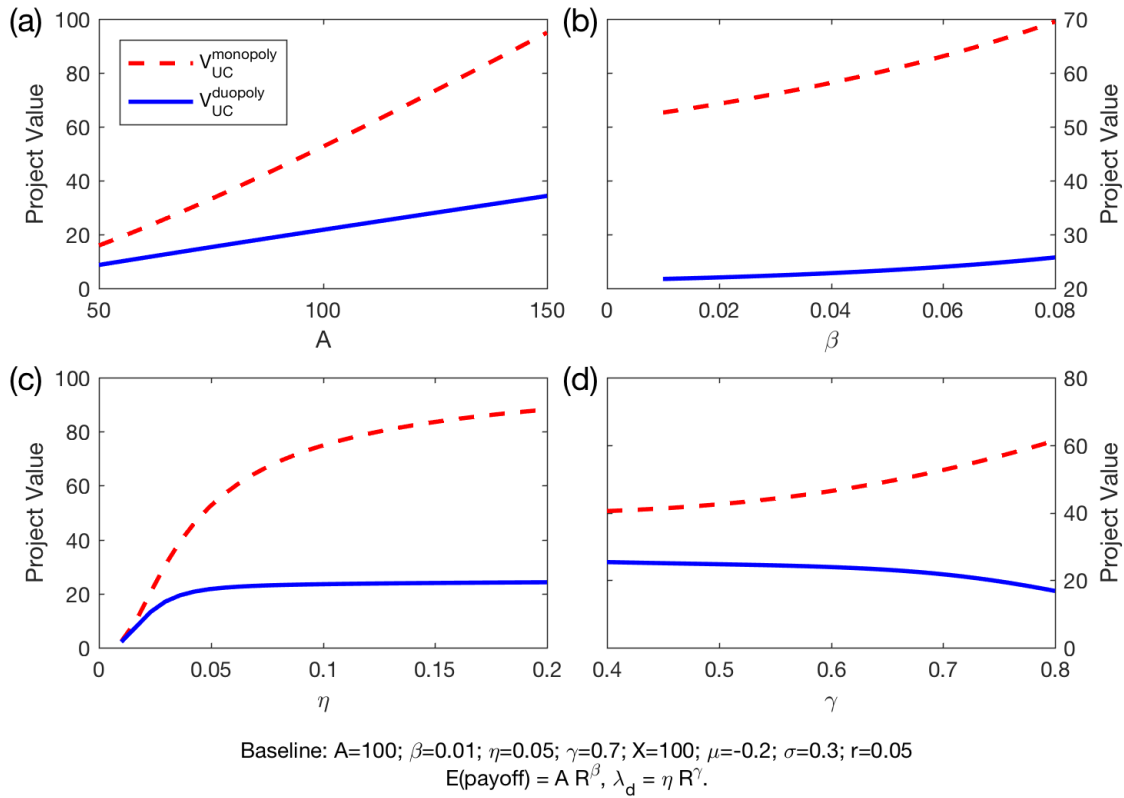 (a)
100
80
60
40
20
0
Project Value
V_UC^monopoly
V_UC^duopoly
50
100
150
A
(b)
70
60
50
40
30
20
Project Value
0
0.02
0.04
0.06
0.08
β
(c)
100
80
60
40
20
0
Project Value
0
0.05
0.1
0.15
0.2
η
(d)
80
60
40
20
0
Project Value
0.4
0.5
0.6
0.7
0.8
γ
Baseline: A=100; β=0.01; η=0.05; γ=0.7; X=100; μ=-0.2; σ=0.3; r=0.05
E(payoff) = A R^β, λ_d = η R^γ.